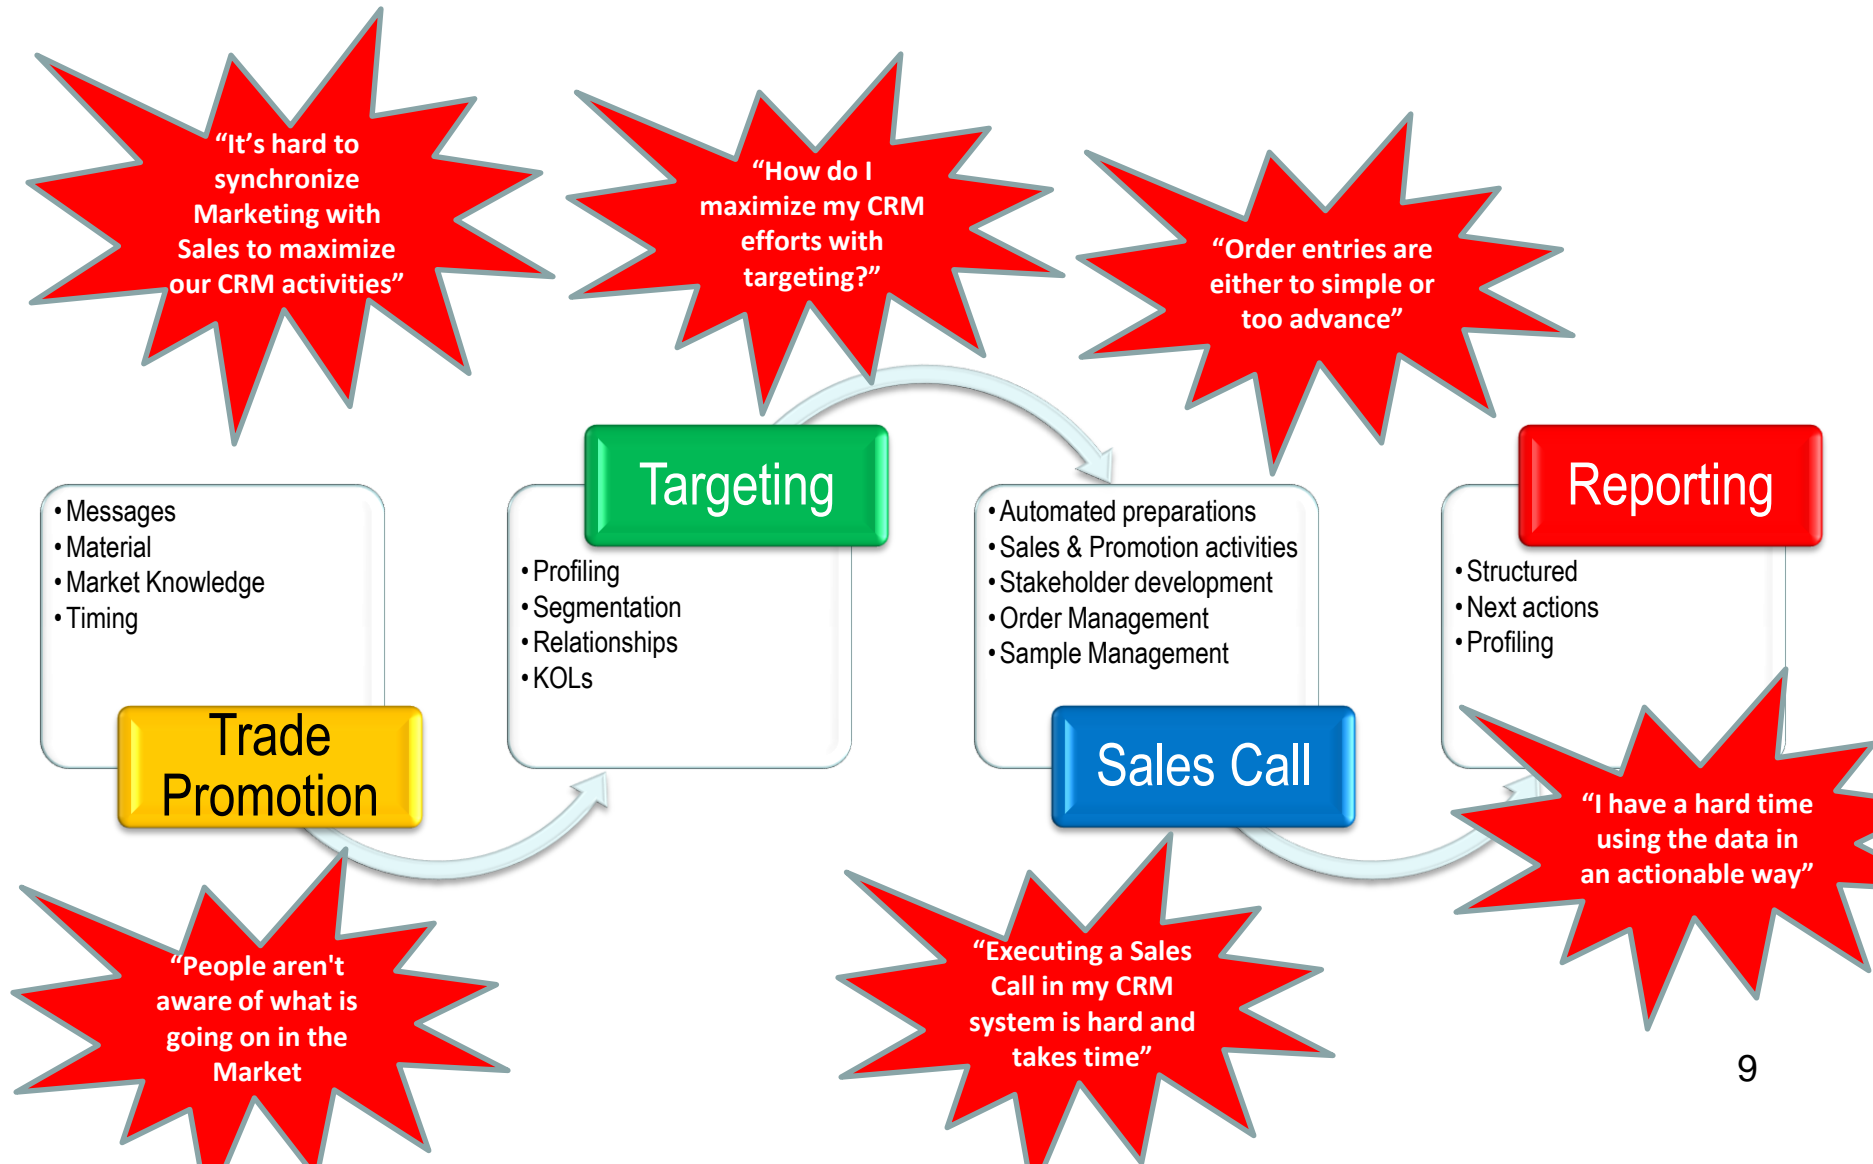 “It’s hard to
synchronize
Marketing with
Sales to maximize
our CRM activities”
“How do I
maximize my CRM
efforts with
targeting?”
“Order entries are
either to simple or
too advance”
• Messages
• Material
• Market Knowledge
• Timing
Trade
Promotion
Targeting
• Profiling
• Segmentation
• Relationships
• KOLs
• Automated preparations
• Sales & Promotion activities
• Stakeholder development
• Order Management
• Sample Management
Sales Call
Reporting
• Structured
• Next actions
• Profiling
“I have a hard time
using the data in
an actionable way”
“People aren't
aware of what is
going on in the
Market
“Executing a Sales
Call in my CRM
system is hard and
takes time”
9